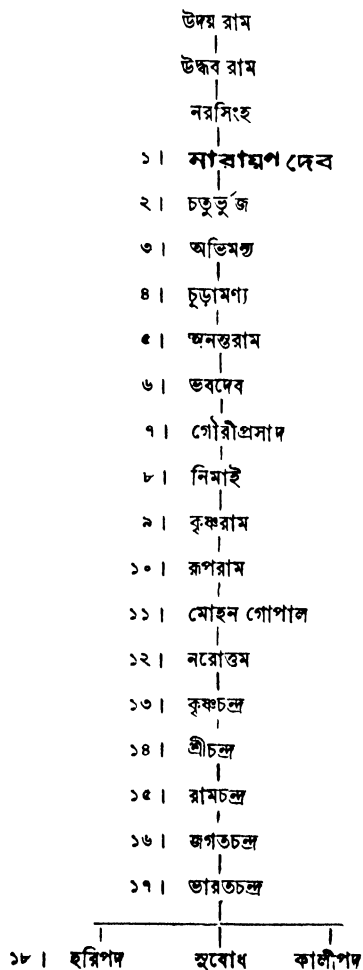 উদয় রাম
উদ্ধব রাম
নরসিংহ
১। নারায়ণ দেব
২। চতুর্ভুজ
৩। অভিমন্যু
৪। চূড়ামণ্য
৫। অনন্তরাম
৬। ভবদেব
৭। গৌরীপ্রসাদ
৮। নিমাই
৯। কৃষ্ণরাম
১০। রূপরাম
১১। মোহন গোপাল
১২। নরোত্তম
১৩। কৃষ্ণচন্দ্র
১৪। শ্রীচন্দ্র
১৫। রামচন্দ্র
১৬। জগতচন্দ্র
১৭। ভারতচন্দ্র
১৮। হরিপদ সুবোধ কালীপদ